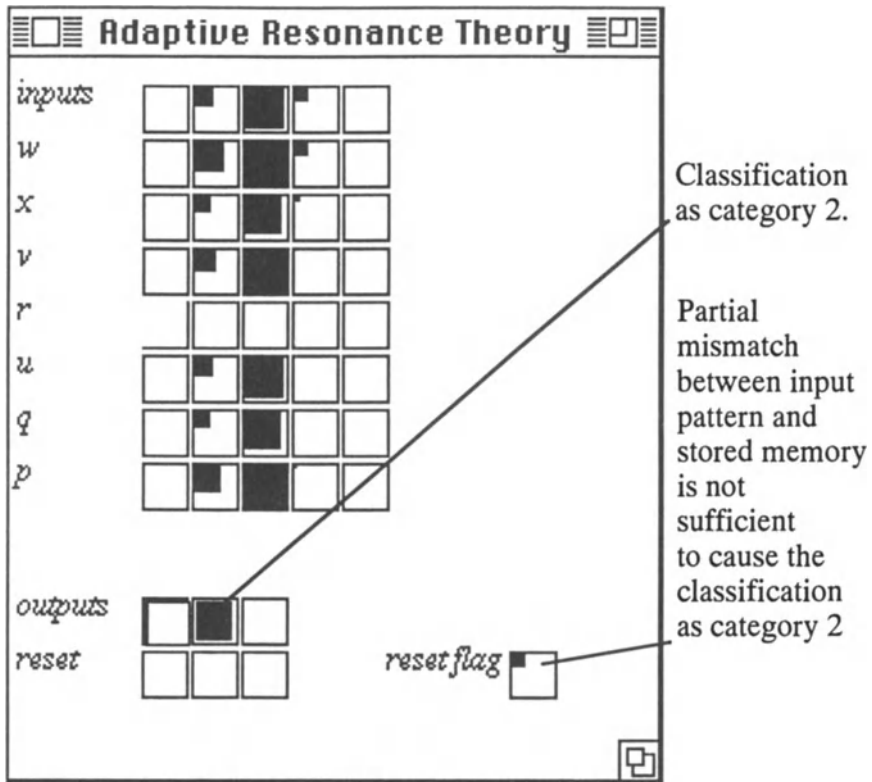 Adaptive Resonance Theory
inputs
w
x
v
r
u
q
p
outputs
reset
reset flag
Classification
as category 2.
Partial
mismatch
between input
pattern and
stored memory
is not
sufficient
to cause the
classification
as category 2